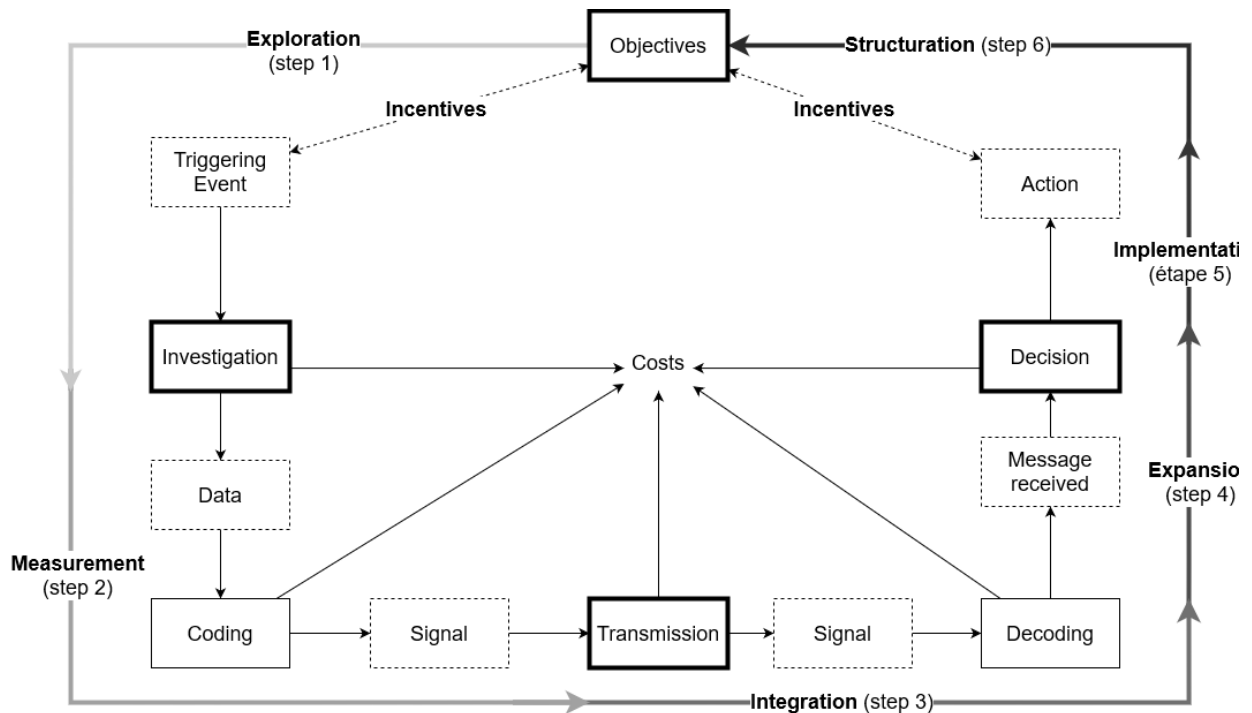 Exploration
(step 1)
Objectives
Structuration (step 6)
Incentives
Incentives
Triggering
Event
Action
Implementati
(étape 5)
Investigation
Costs
Decision
Data
Message
received
Expansio
(step 4)
Measurement
(step 2)
Coding
Signal
Transmission
Signal
Decoding
Integration (step 3)